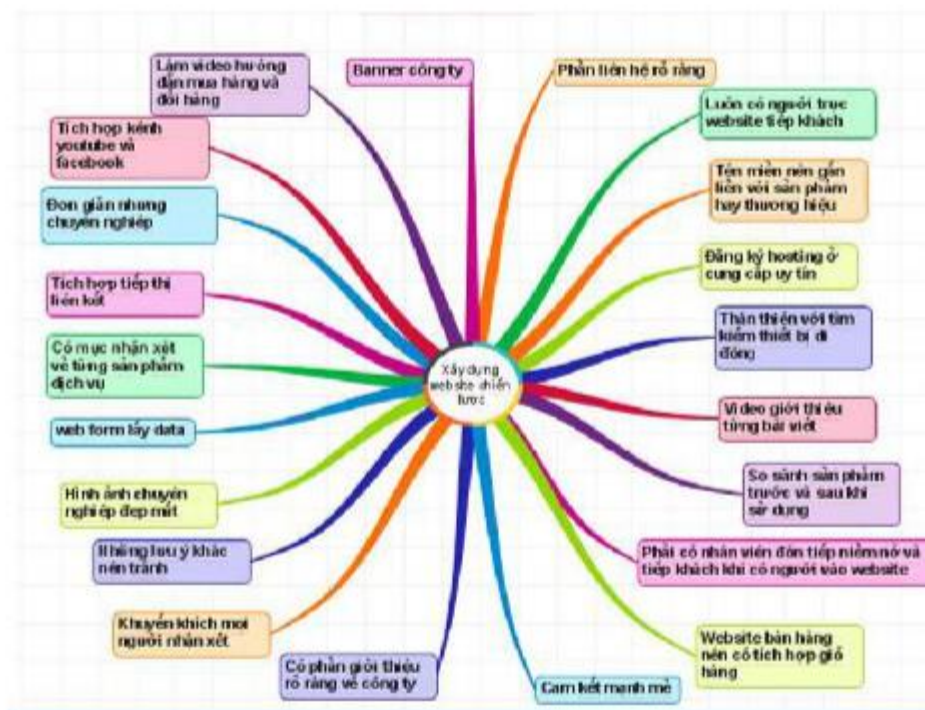 Làm video hướng
dẫn mua hàng và
đổi hàng
Banner công ty
Phần liên hệ rõ ràng
Luôn có người trực
website tiếp khách
Tích hợp kênh
youtube và
facebook
Tên miền nên gắn
liền với sản phẩm
hay thương hiệu
Đơn giản nhưng
chuyên nghiệp
Đăng ký hosting ở
cung cấp uy tín
Tích hợp tiếp thị
liên kết
Thân thiện với tìm
kiếm thiết bị di
động
Có mục nhận xét
về từng sản phẩm
dịch vụ
Xây dựng
website chiến
lược
web form lấy data
Video giới thiệu
từng bài viết
So sánh sản phẩm
trước và sau khi
sử dụng
Hình ảnh chuyên
nghiệp đẹp mắt
Những lưu ý khác
nên tránh
Phải có nhân viên đón tiếp niềm nở và
tiếp khách khi có người vào website
Khuyến khích mọi
người nhận xét
Website bán hàng
nên có tích hợp giỏ
hàng
Có phần giới thiệu
rõ ràng về công ty
Cam kết mạnh mẽ